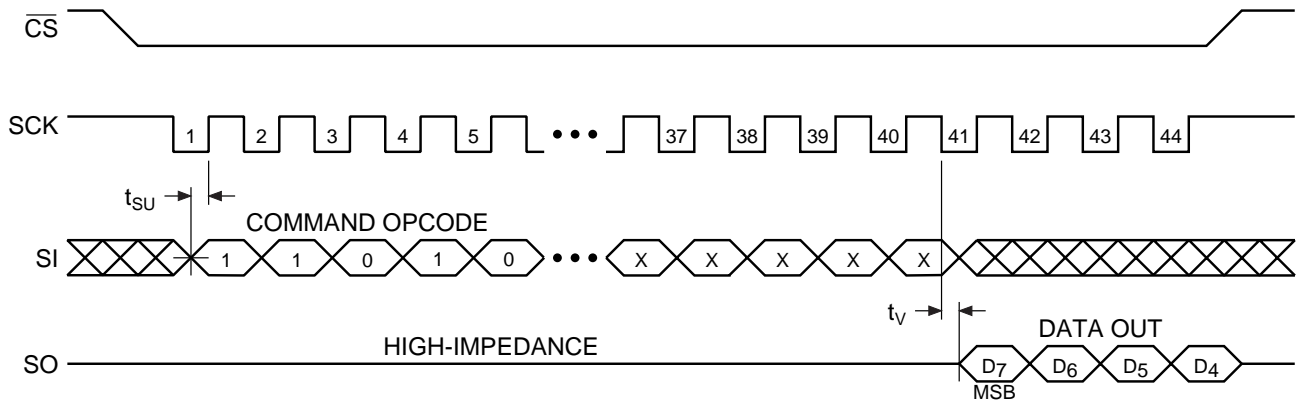 CS
SCK 1 2 3 4 5 ••• 37 38 39 40 41 42 43 44
tSU
COMMAND OPCODE
SI 1 1 0 1 0 ••• X X X X X
tV
DATA OUT
HIGH-IMPEDANCE
SO D7 D6 D5 D4
MSB